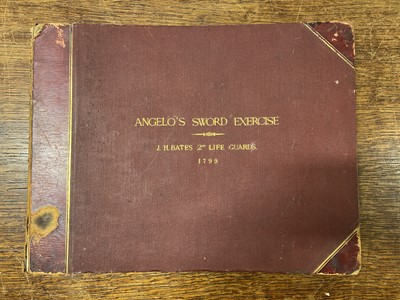 ANGELO'S SWORD EXERCISE
J. H. BATES 2ND LIFE GUARDS.
1799